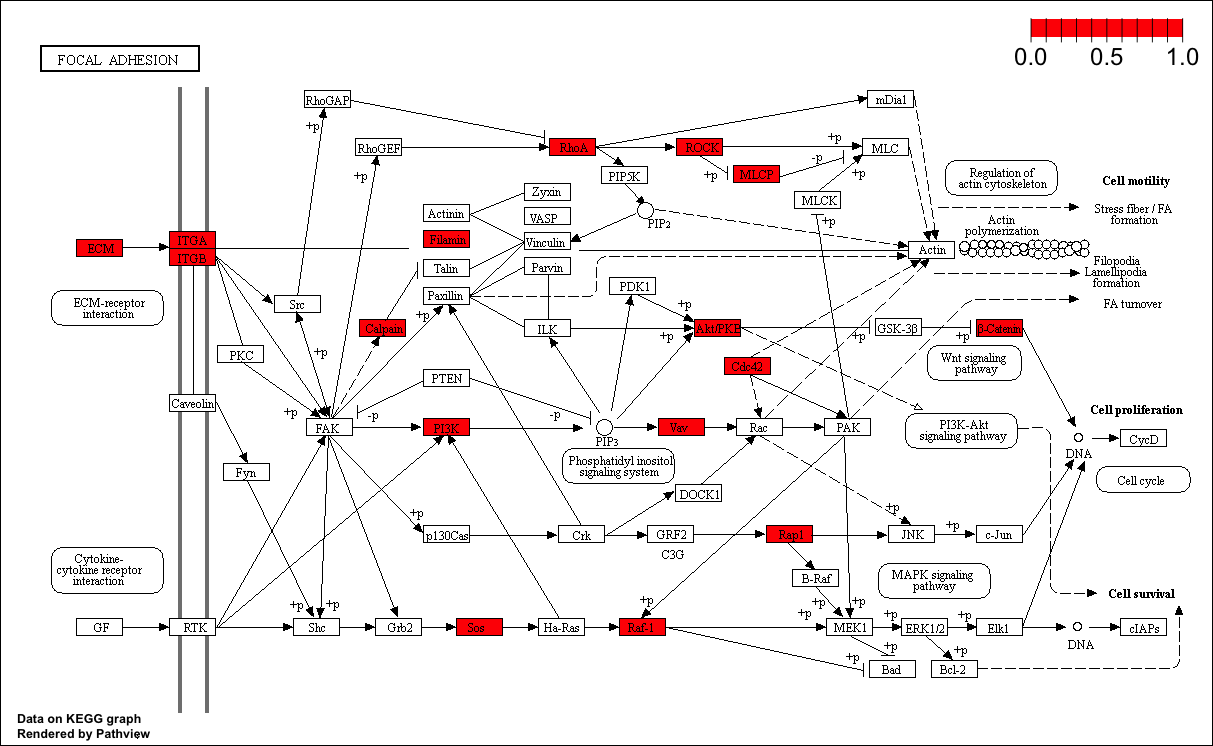 0.0 0.5 1.0
FOCAL ADHESION
RhoGAP
mDia1
+p
RhoGEF
RhoA
ROCK
+p
MLC
-p
+p
+p
PIP5K
+p
MLCP
MLCK
+p
Regulation of
actin cytoskeleton
Cell motility
Zyxin
Actinin
VASP
PIP2
Stress fiber / FA
formation
Actin
polymerization
ECM
ITGA
ITGB
Filamin
Vinculin
Actin
Talin
Parvin
Filopodia
Lamellipodia
formation
ECM-receptor
interaction
Src
Paxillin
PDK1
FA turnover
+p
Calpain
ILK
+p
+p
Akt/PKB
GSK-3β
+p
+p
β-Catenin
PKC
+p
Cdc42
Wnt signaling
pathway
PTEN
Caveolin
+p
-p
-p
FAK
PI3K
PIP3
Vav
Rac
PAK
PI3K-Akt
signaling pathway
Cell proliferation
DNA
CycD
Fyn
Phosphatidyl inositol
signaling system
Cell cycle
DOCK1
+p
p130Cas
Crk
GRF2
C3G
Rap1
+p
JNK
+p
c-Jun
Cytokine-
cytokine receptor
interaction
B-Raf
MAPK signaling
pathway
Cell survival
+p
+p
+p
+p
+p
+p
+p
+p
GF
RTK
Shc
Grb2
Sos
Ha-Ras
Raf-1
MEK1
ERK1/2
Elk1
DNA
cIAPs
+p
+p
+p
Bad
Bcl-2
Data on KEGG graph
Rendered by Pathview